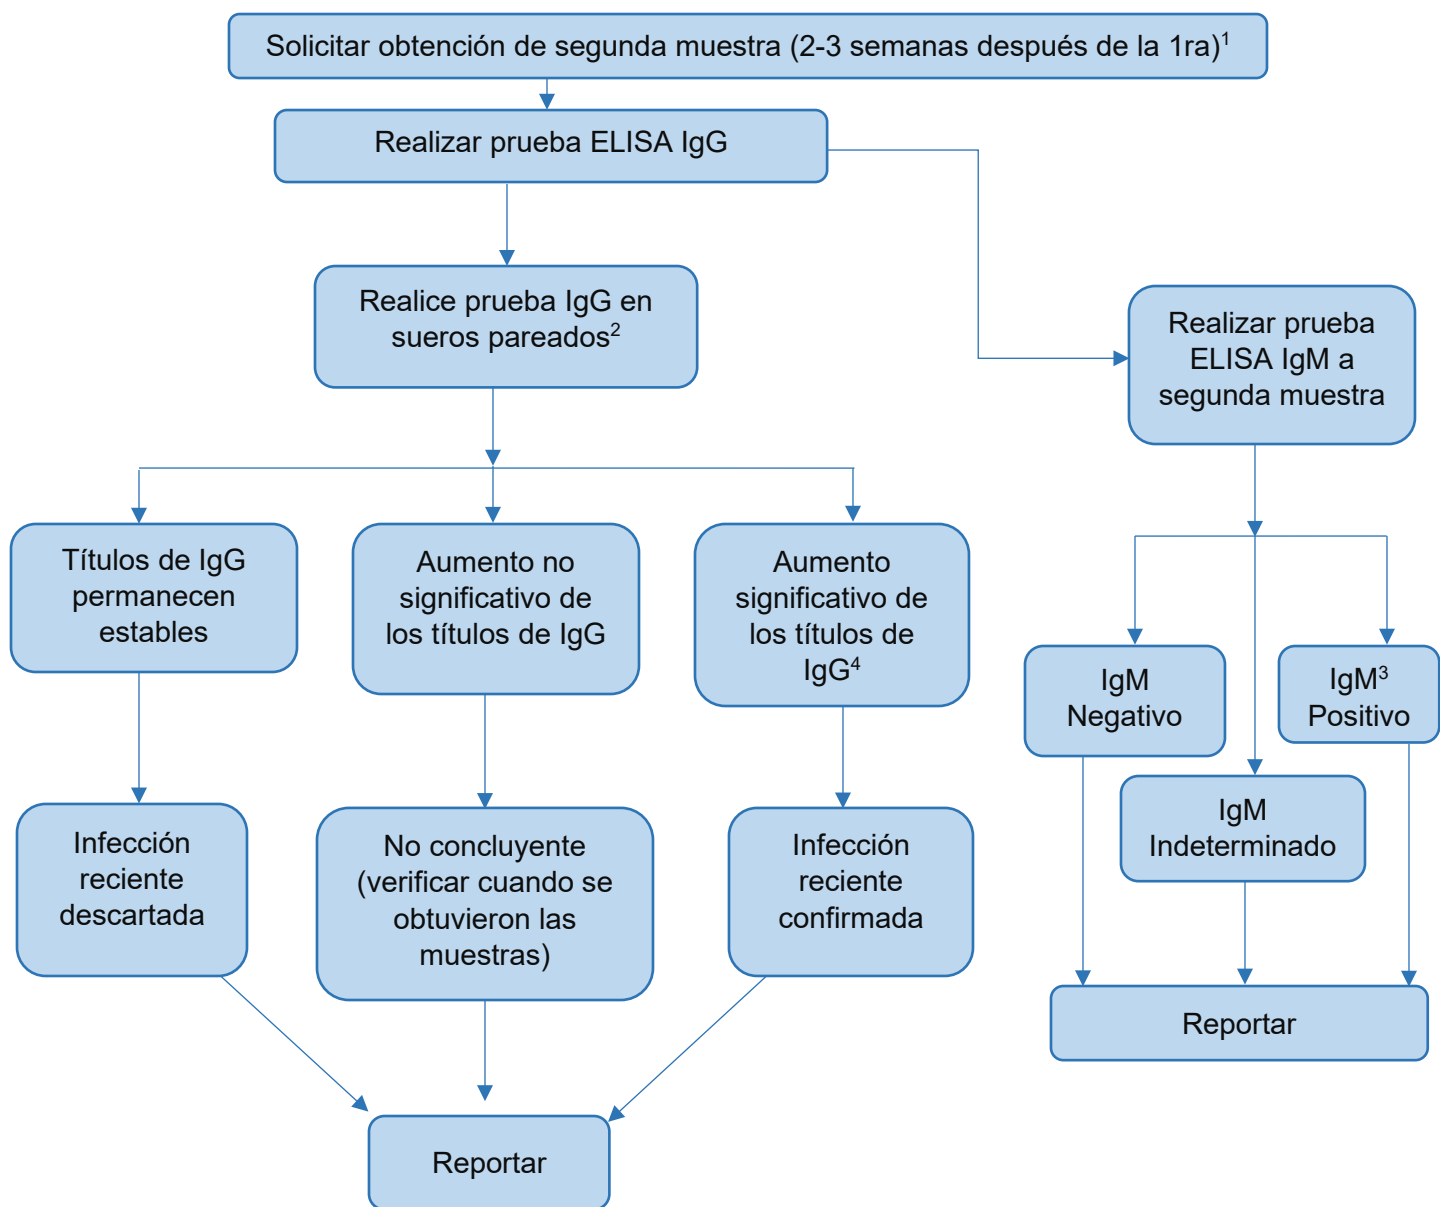 Solicitar obtención de segunda muestra (2-3 semanas después de la 1ra)¹
Realizar prueba ELISA IgG
Realice prueba IgG en
sueros pareados²
Realizar prueba
ELISA IgM a
segunda muestra
Títulos de IgG
permanecen
estables
Aumento no
significativo de
los títulos de IgG
Aumento
significativo de
los títulos de
IgG⁴
IgM
Negativo
IgM³
Positivo
IgM
Indeterminado
Infección
reciente
descartada
No concluyente
(verificar cuando se
obtuvieron las
muestras)
Infección
reciente
confirmada
Reportar
Reportar